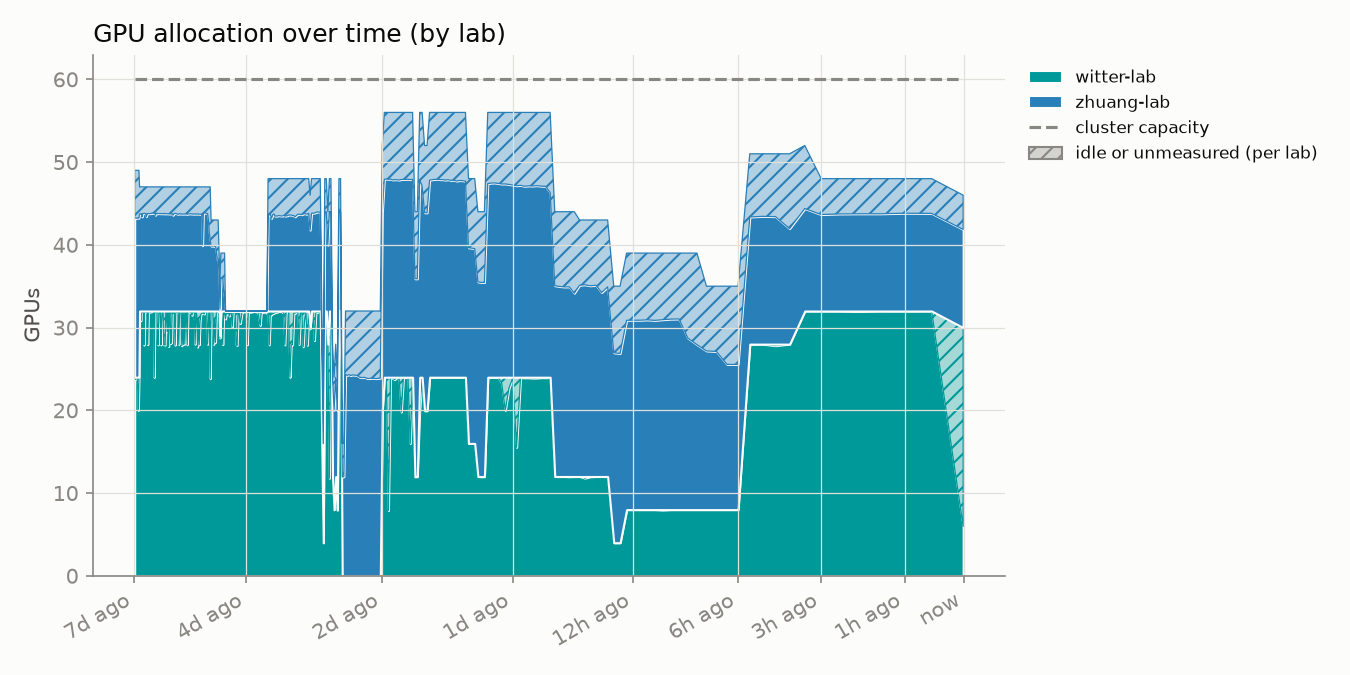 GPU allocation over time (by lab)
witter-lab
zhuang-lab
cluster capacity
idle or unmeasured (per lab)
GPUs
60
50
40
30
20
10
0
7d ago
4d ago
2d ago
1d ago
12h ago
6h ago
3h ago
1h ago
now